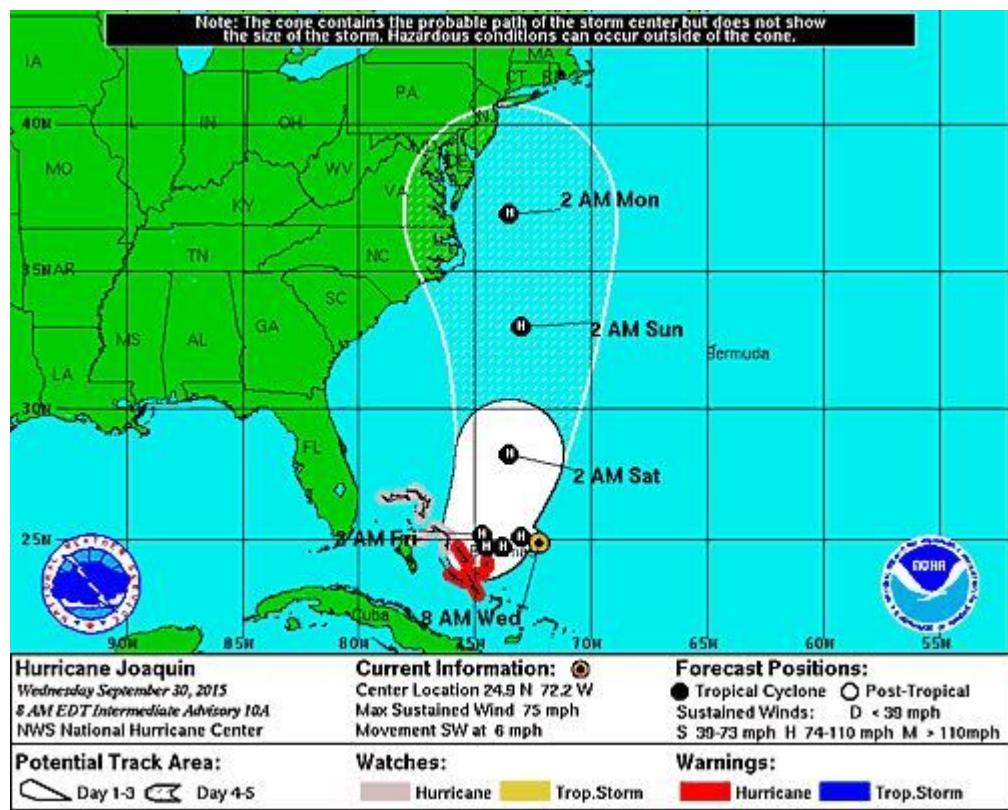 Note: The cone contains the probable path of the storm center but does not show
the size of the storm. Hazardous conditions can occur outside of the cone.
IA
MA
CT RI
PA
NJ
40N
IL IN OH
MD
DE
MO
WV
VA
KY
2 AM Mon
TN
NC
35N
AR
SC
2 AM Sun
MS AL GA
Bermuda
LA
30N
FL
2 AM Sat
2 AM Fri
25N
NATIONAL WEATHER SERVICE
NOAA
8 AM Wed
Cuba
90N 85W 80W 75W 70W 65W 60W 55W
Hurricane Joaquin
Wednesday September 30, 2015
8 AM EDT Intermediate Advisory 10A
NWS National Hurricane Center
Current Information:
Center Location 24.9 N 72.2 W
Max Sustained Wind 75 mph
Movement SW at 6 mph
Forecast Positions:
Tropical Cyclone Post-Tropical
Sustained Winds: D < 39 mph
S 39-73 mph H 74-110 mph M > 110mph
Potential Track Area:
Day 1-3 Day 4-5
Watches:
Hurricane Trop.Storm
Warnings:
Hurricane Trop.Storm